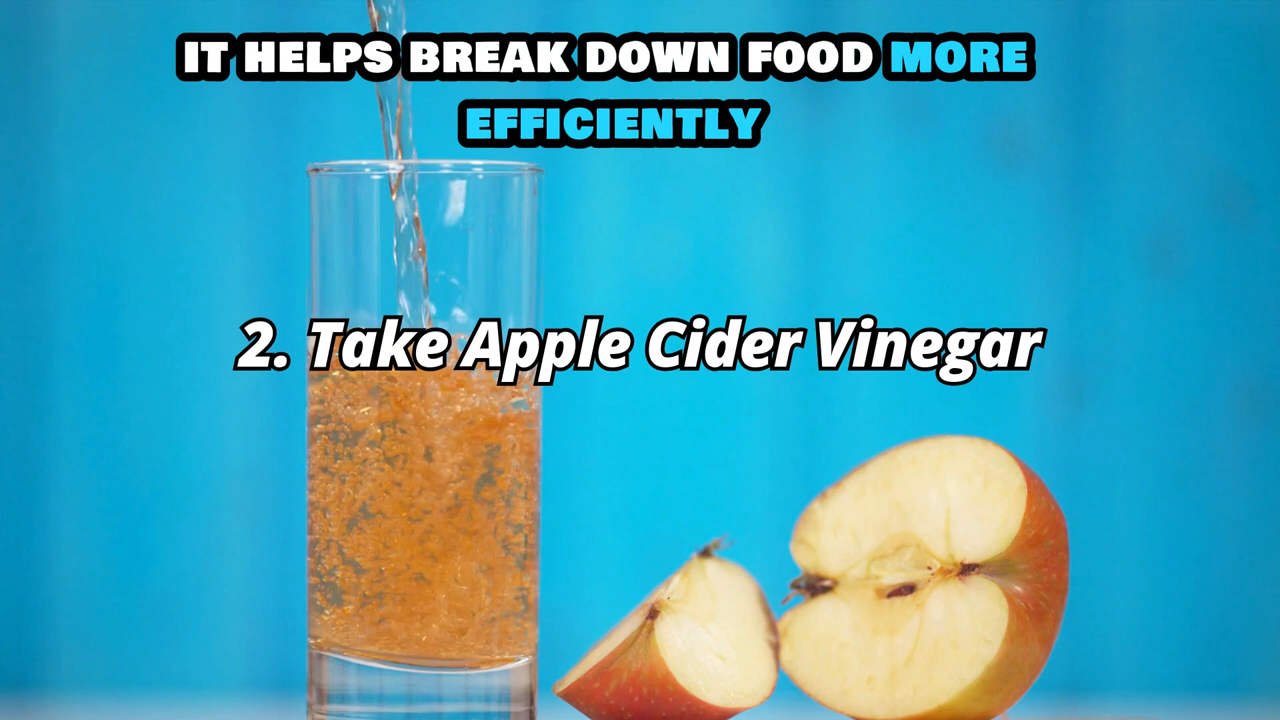 IT HELPS BREAK DOWN FOOD MORE
EFFICIENTLY
2. Take Apple Cider Vinegar